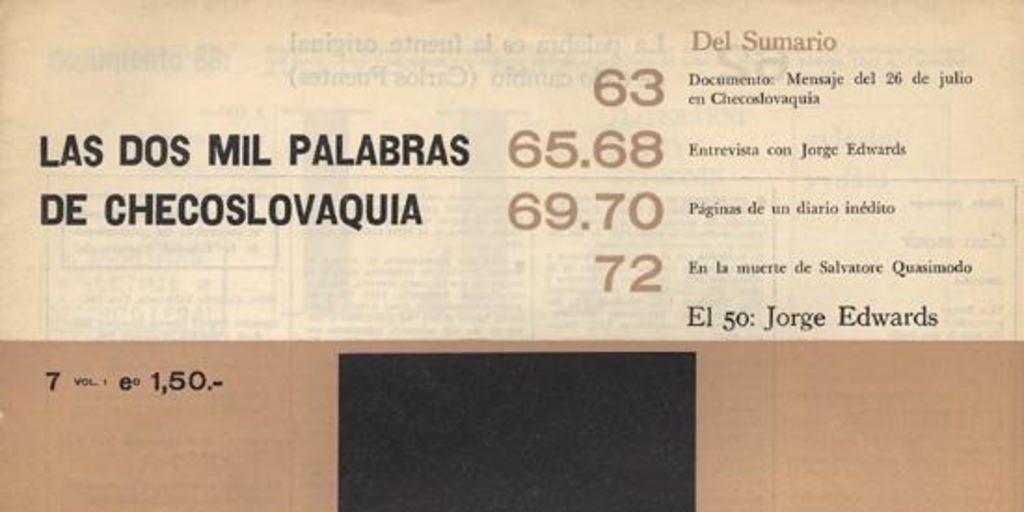 Del Sumario
63 Documento: Mensaje del 26 de julio
en Checoslovaquia
LAS DOS MIL PALABRAS
DE CHECOSLOVAQUIA
65.68 Entrevista con Jorge Edwards
69.70 Páginas de un diario inédito
72 En la muerte de Salvatore Quasimodo
El 50: Jorge Edwards
7 VOL. 1 eº 1,50.-